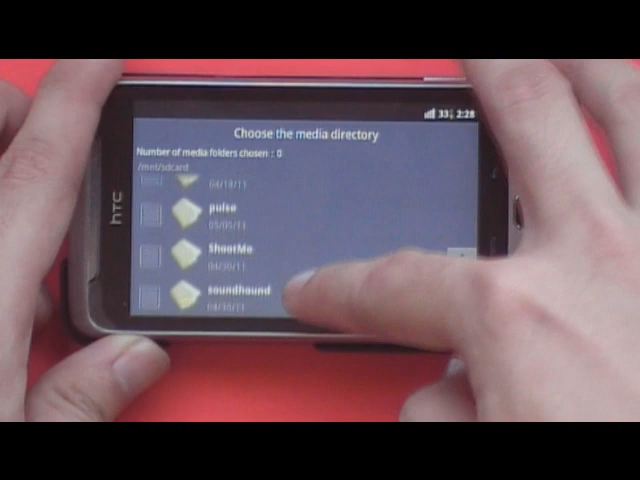 33 2:28
Choose the media directory
Number of media folders chosen : 0
/mnt/sdcard
04/18/11
pulse
05/05/11
ShootMe
04/30/11
soundhound
04/30/11
hTC